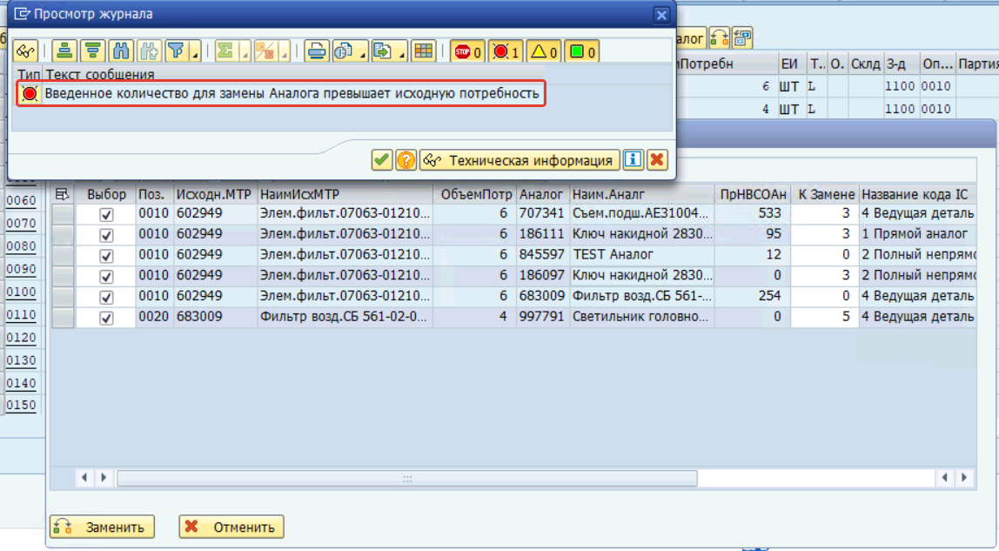 Просмотр журнала
STOP 0 1 0 0
Тип Текст сообщения
Введенное количество для замены Аналога превышает исходную потребность
Техническая информация
алог
Потребн ЕИ Т.. О. Склд З-д Оп... Партия
6 ШТ L 1100 0010
4 ШТ L 1100 0010
Выбор Поз. Исходн.МТР НаимИсхМТР ОбъемПотр Аналог Наим.Аналг ПрНВСОАн К Замене Название кода IC
0010 602949 Элем.фильт.07063-01210... 6 707341 Съем.подш.AE31004... 533 3 4 Ведущая деталь
0010 602949 Элем.фильт.07063-01210... 6 186111 Ключ накидной 2830... 95 3 1 Прямой аналог
0010 602949 Элем.фильт.07063-01210... 6 845597 TEST Аналог 12 0 2 Полный непрямо
0010 602949 Элем.фильт.07063-01210... 6 186097 Ключ накидной 2830... 0 3 2 Полный непрямо
0010 602949 Элем.фильт.07063-01210... 6 683009 Фильтр возд.СБ 561-... 254 0 4 Ведущая деталь
0020 683009 Фильтр возд.СБ 561-02-0... 4 997791 Светильник головно... 0 5 4 Ведущая деталь
0060
0070
0080
0090
0100
0110
0120
0130
0140
0150
Заменить Отменить